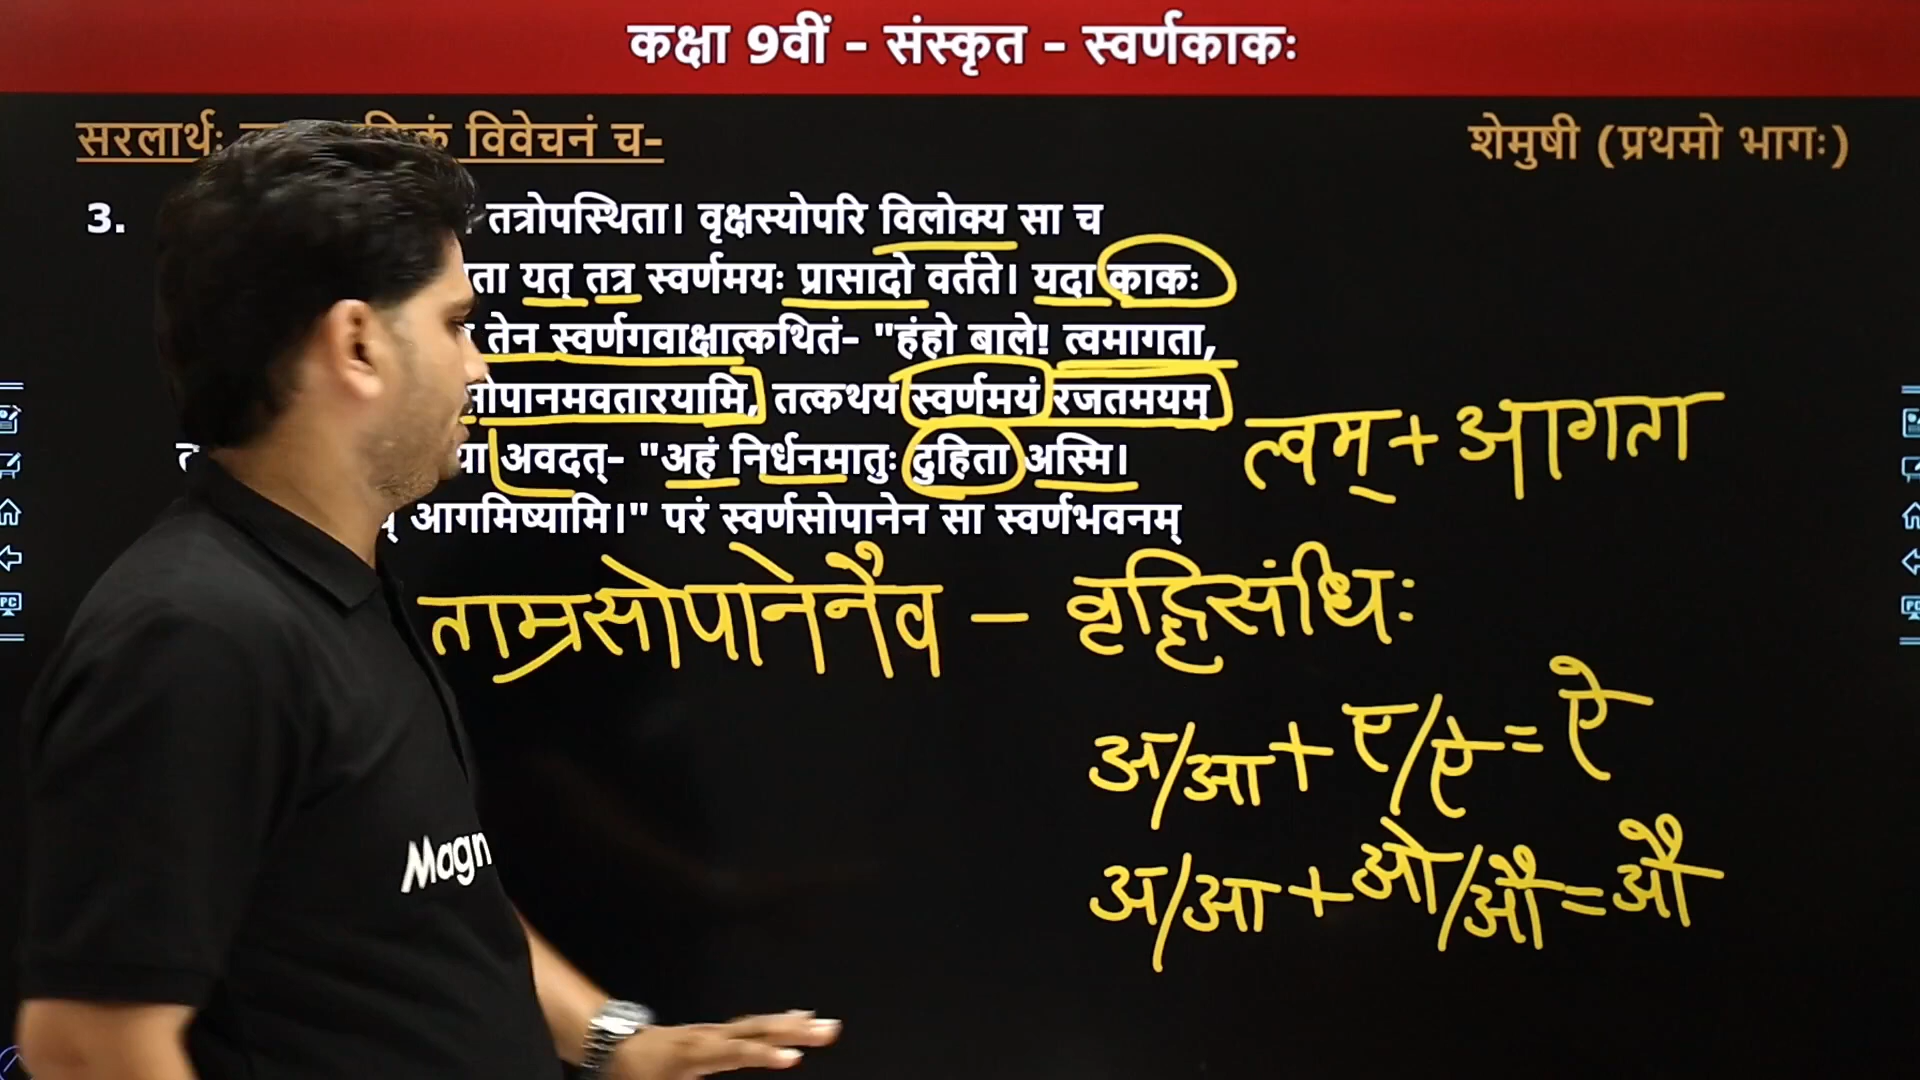 कक्षा 9वीं - संस्कृत - स्वर्णकाकः
सरलार्थः विवेचनं च-
शेमुषी (प्रथमो भागः)
3. तत्रोपस्थिता। वृक्षस्योपरि विलोक्य सा च
यत् तत्र स्वर्णमयः प्रासादो वर्तते। यदा काकः
तेन स्वर्णगवाक्षात्कथितं- "हंहो बाले! त्वमागता,
सोपानमवतारयामि, तत्कथय स्वर्णमयं रजतमयम्
अवदत्- "अहं निर्धनमातुः दुहिता अस्मि।
आगमिष्यामि।" परं स्वर्णसोपानेन सा स्वर्णभवनम्
त्वम् + आगता
ताम्रसोपानेनैव - वृद्धिसंधिः
अ/आ + ए/ऐ = ऐ
अ/आ + ओ/औ = औ
Magn